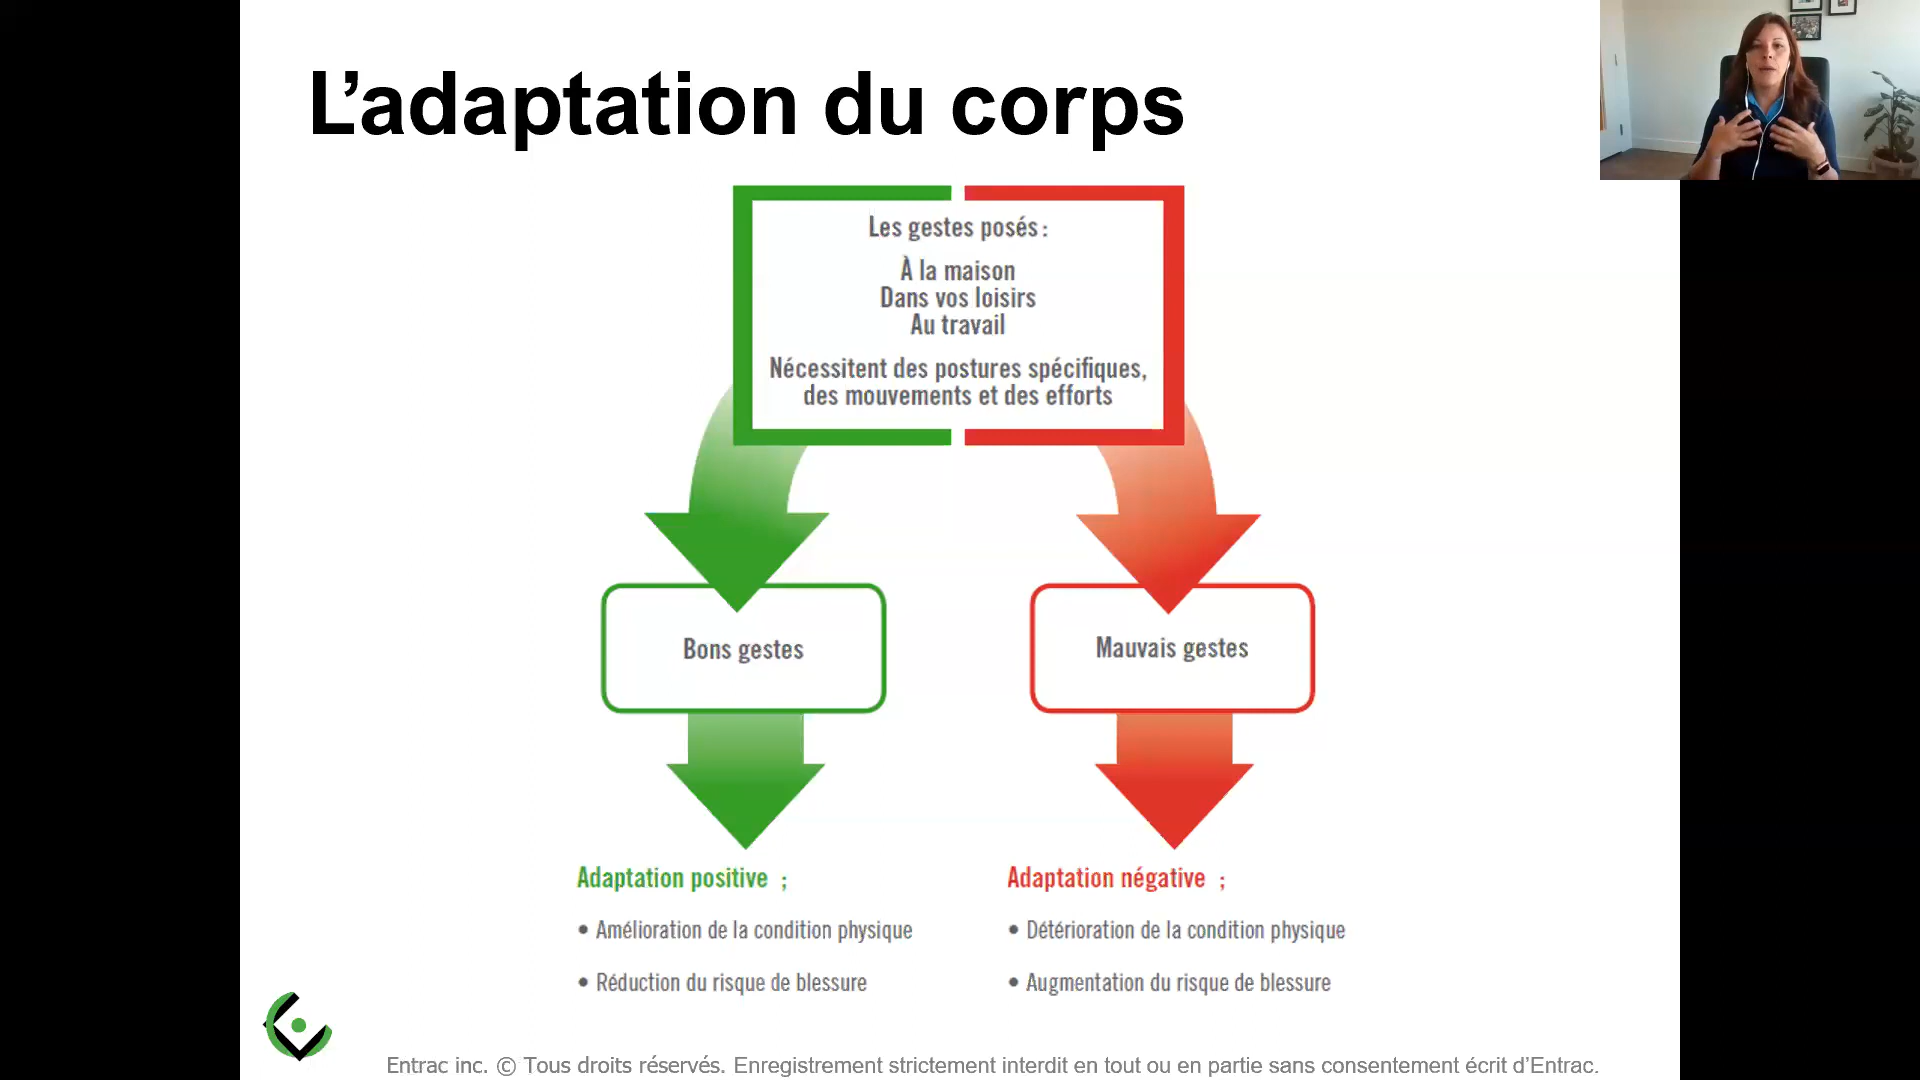 L’adaptation du corps
Les gestes posés :
À la maison
Dans vos loisirs
Au travail
Nécessitent des postures spécifiques,
des mouvements et des efforts
Bons gestes
Mauvais gestes
Adaptation positive ;
• Amélioration de la condition physique
• Réduction du risque de blessure
Adaptation négative ;
• Détérioration de la condition physique
• Augmentation du risque de blessure
Entrac inc. © Tous droits réservés. Enregistrement strictement interdit en tout ou en partie sans consentement écrit d’Entrac.